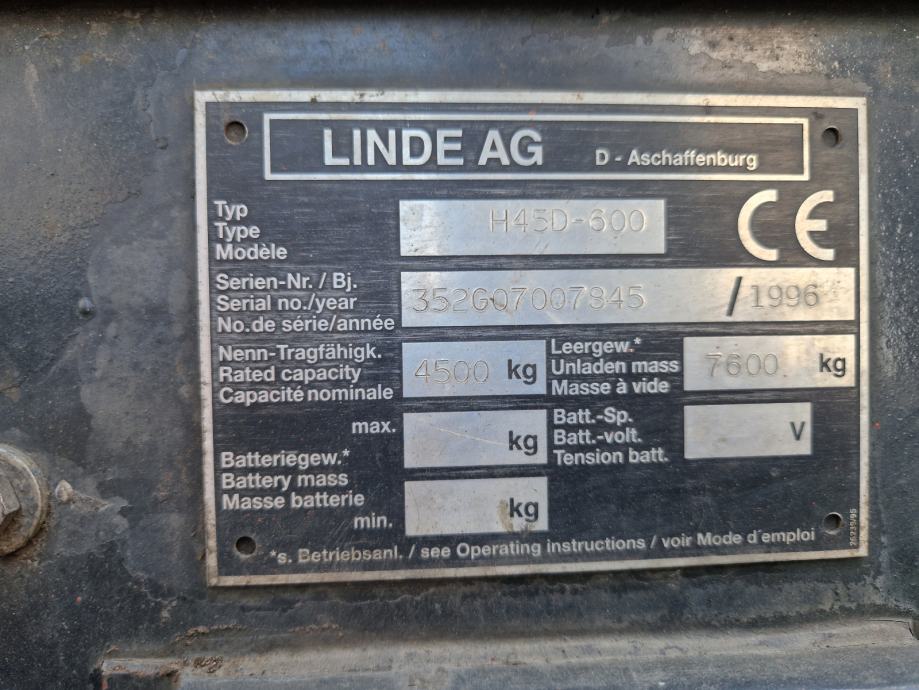 LINDE AG D - Aschaffenburg
Typ
Type
Modèle
H45D-600
CE
Serien-Nr. / Bj.
Serial no./year
No.de série/année
352G07007845 / 1996
Nenn-Tragfähigk.
Rated capacity
Capacité nominale
4500 kg
Leergew.*
Unladen mass
Masse à vide
7600 kg
max. kg
Batt.-Sp.
Batt.-volt.
Tension batt.
V
Batteriegew.*
Battery mass
Masse batterie
min. kg
*s. Betriebsanl. / see Operating instructions / voir Mode d´emploi